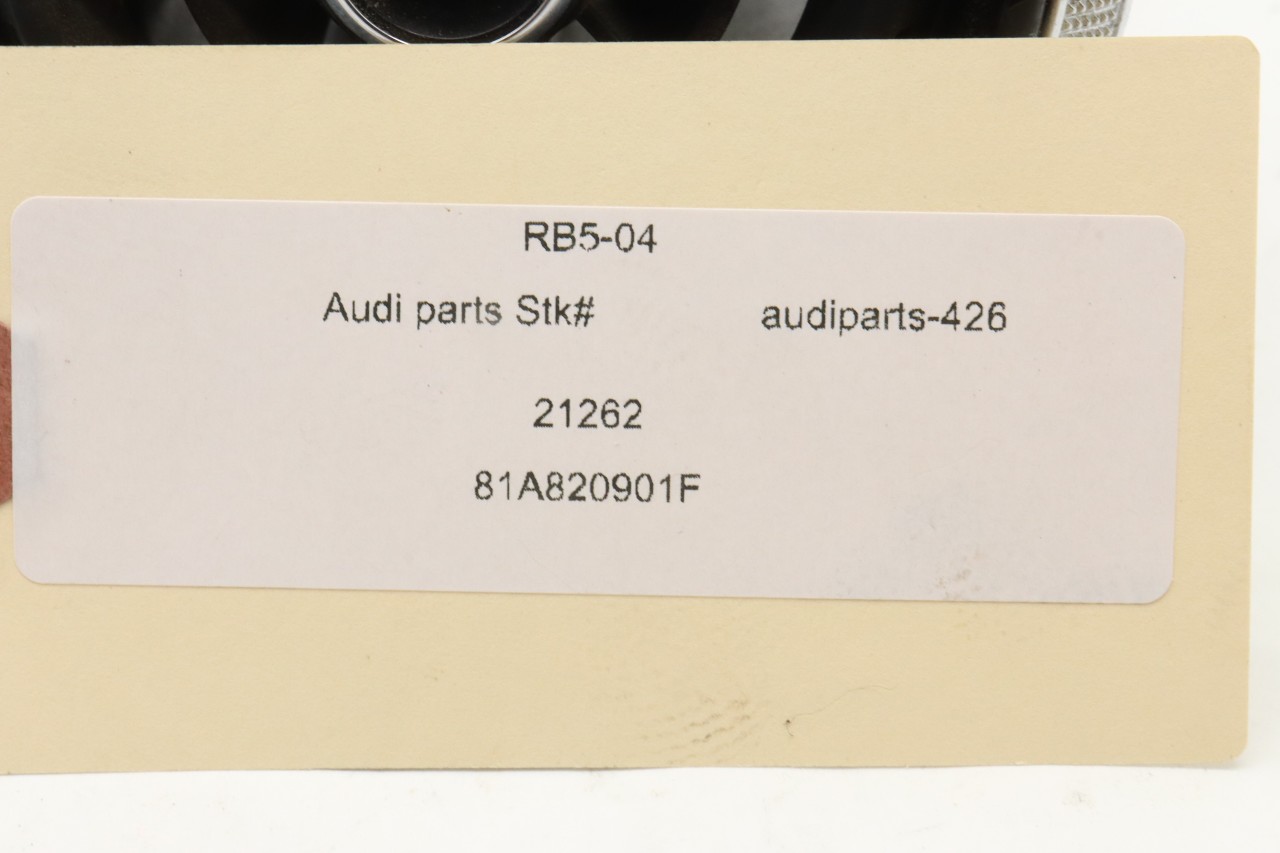 RB5-04
Audi parts Stk# audiparts-426
21262
81A820901F